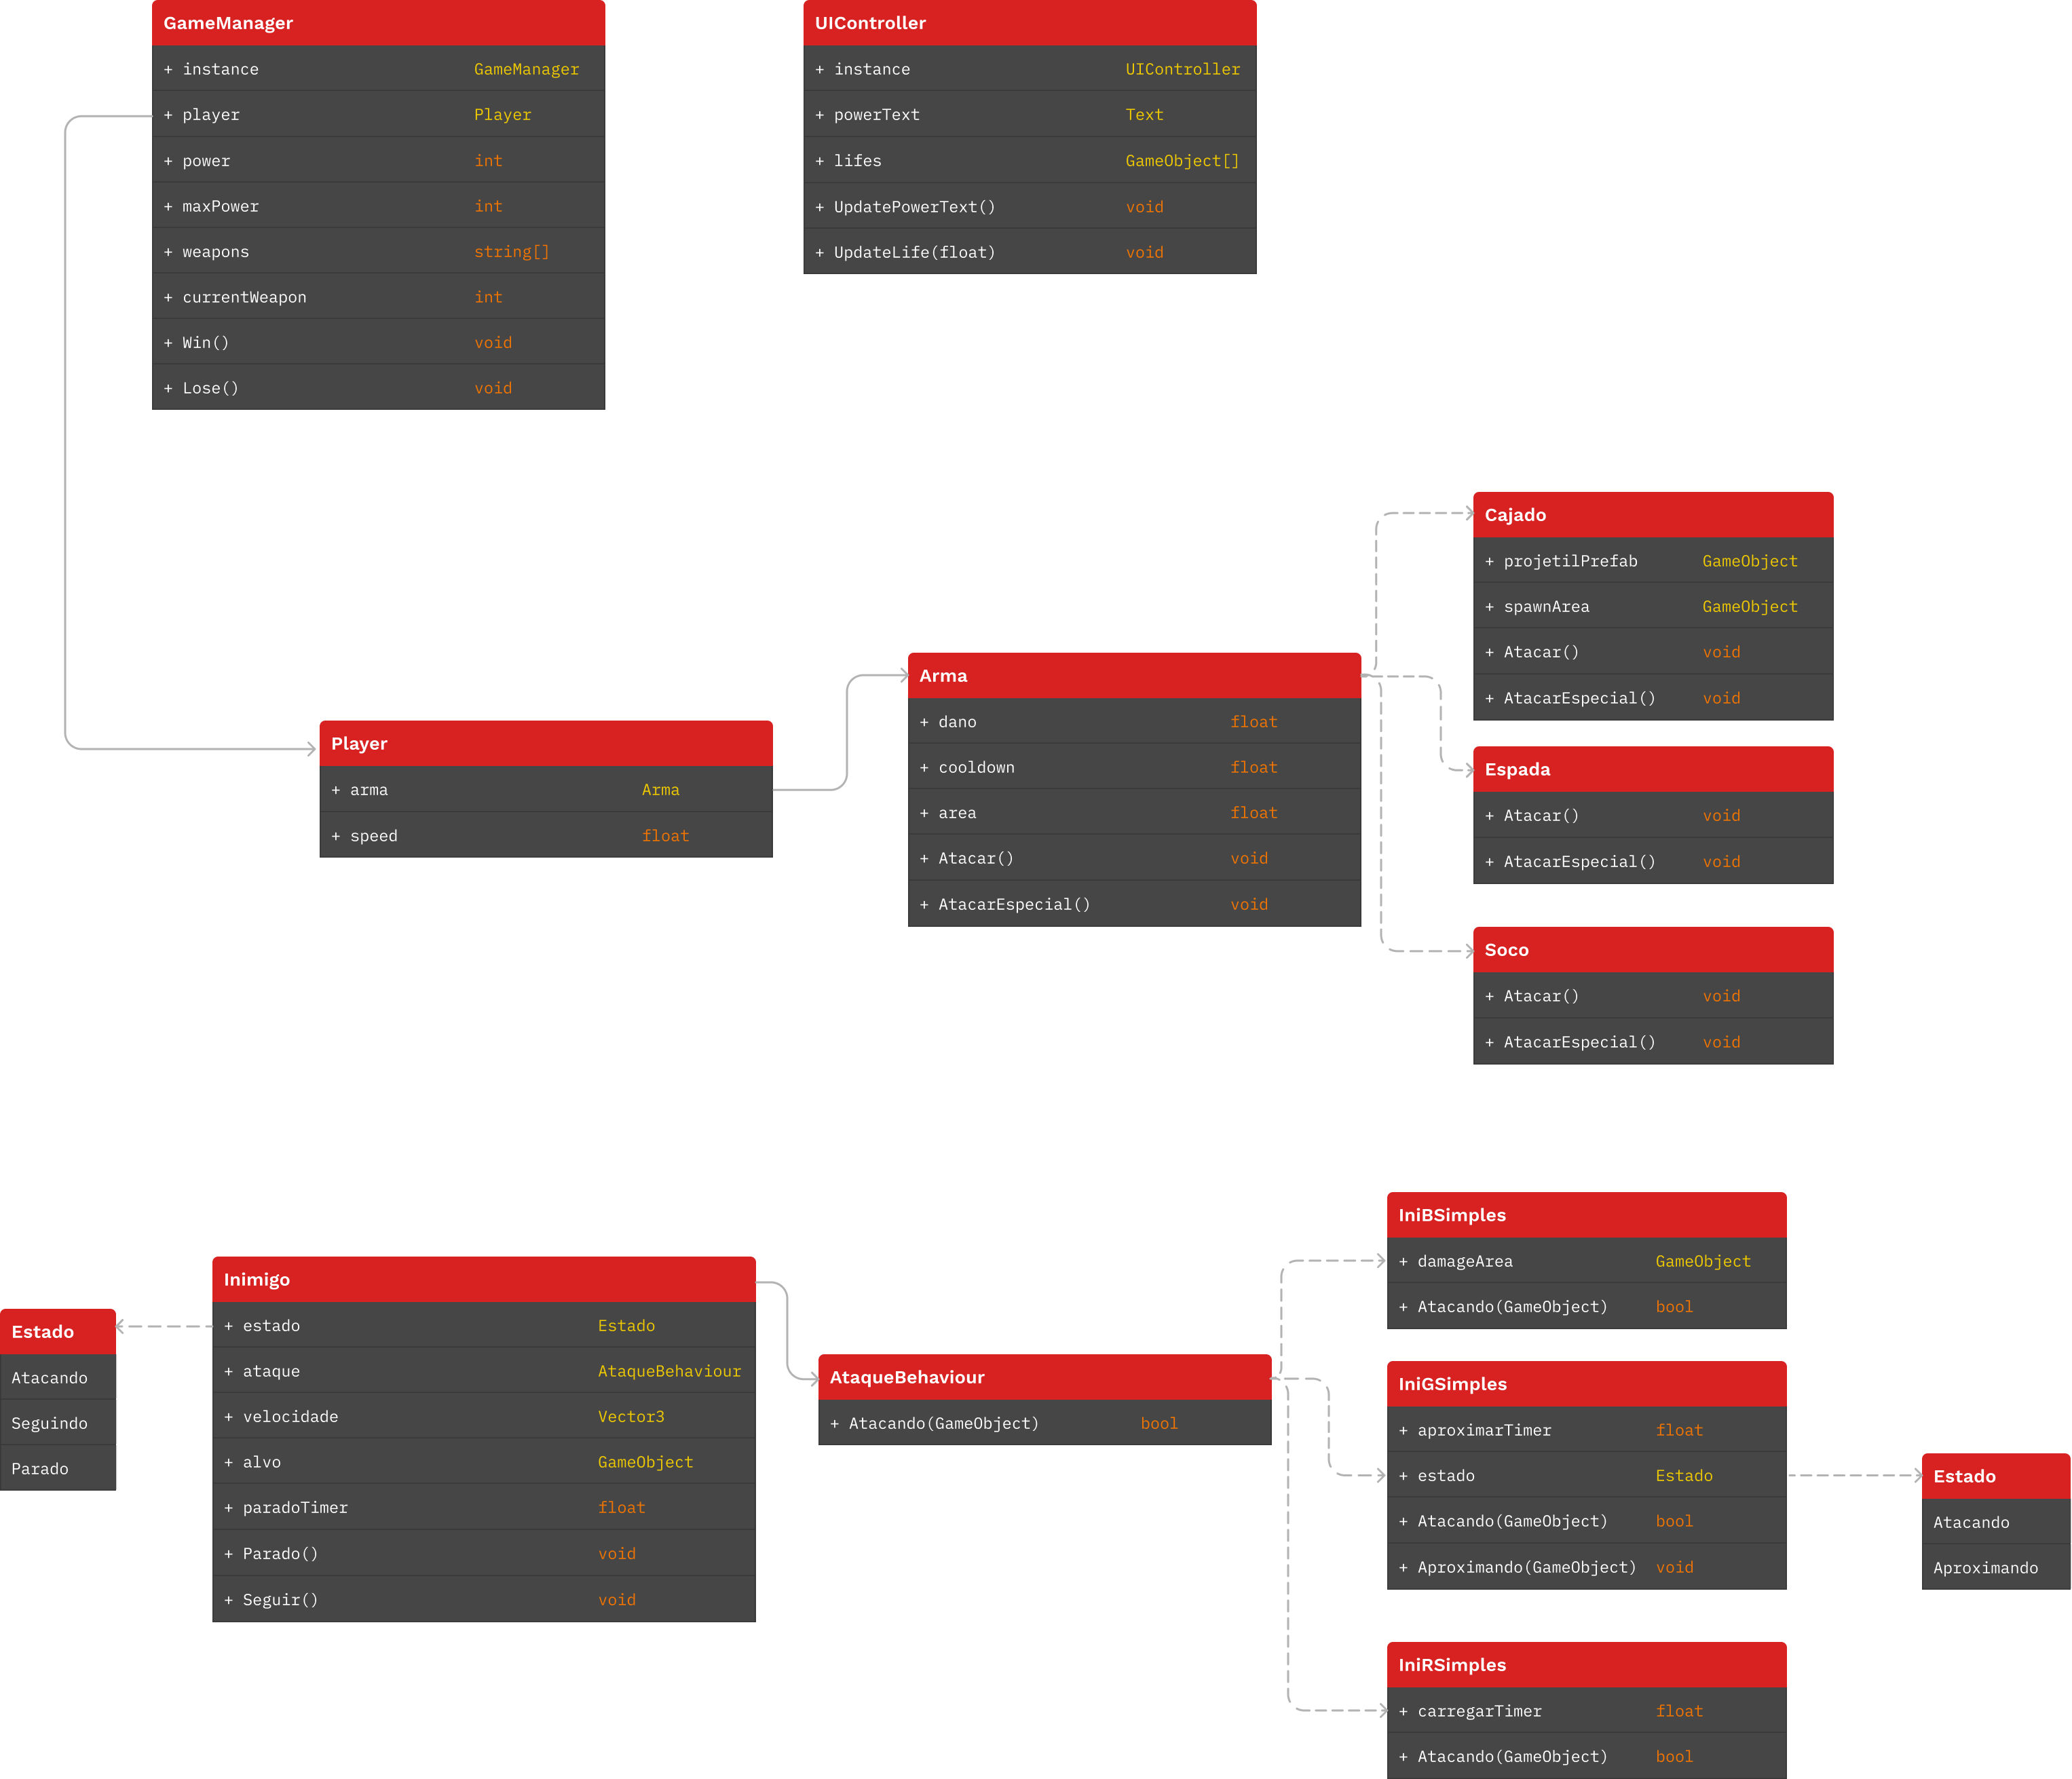 GameManager
+ instance GameManager
+ player Player
+ power int
+ maxPower int
+ weapons string[]
+ currentWeapon int
+ Win() void
+ Lose() void
UIController
+ instance UIController
+ powerText Text
+ lifes GameObject[]
+ UpdatePowerText() void
+ UpdateLife(float) void
Player
+ arma Arma
+ speed float
Arma
+ dano float
+ cooldown float
+ area float
+ Atacar() void
+ AtacarEspecial() void
Cajado
+ projetilPrefab GameObject
+ spawnArea GameObject
+ Atacar() void
+ AtacarEspecial() void
Espada
+ Atacar() void
+ AtacarEspecial() void
Soco
+ Atacar() void
+ AtacarEspecial() void
Estado
Atacando
Seguindo
Parado
Inimigo
+ estado Estado
+ ataque AtaqueBehaviour
+ velocidade Vector3
+ alvo GameObject
+ paradoTimer float
+ Parado() void
+ Seguir() void
AtaqueBehaviour
+ Atacando(GameObject) bool
IniBSimples
+ damageArea GameObject
+ Atacando(GameObject) bool
IniGSimples
+ aproximarTimer float
+ estado Estado
+ Atacando(GameObject) bool
+ Aproximando(GameObject) void
Estado
Atacando
Aproximando
IniRSimples
+ carregarTimer float
+ Atacando(GameObject) bool